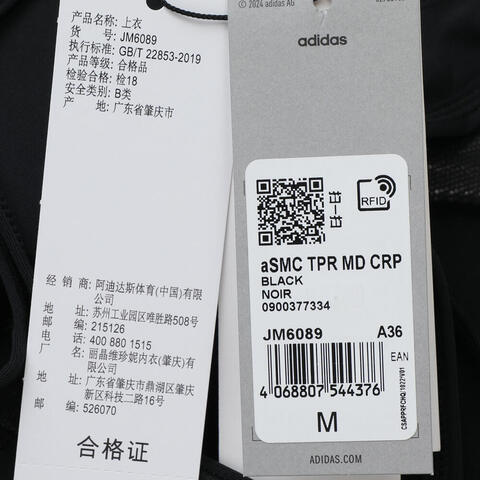 产品名称：上衣
货 号：JM6089
执行标准：GB/T 22853-2019
产品等级：合格品
检验合格：检18
安全类别：B类
产 地：广东省肇庆市
经 销 商：阿迪达斯体育(中国)有限
公司
地 址：苏州工业园区唯胜路508号
邮 编：215126
电 话：400 880 1515
厂 名：丽晶维珍妮内衣(肇庆)有
限公司
地 址：广东省肇庆市鼎湖区肇庆
新区科技二路16号
邮 编：526070
合格证
© 2024 adidas AG
adidas
RFID
aSMC TPR MD CRP
BLACK
NOIR
0900377334
JM6089 A36
EAN
4 068807 544376
M
ADIDAS.COM